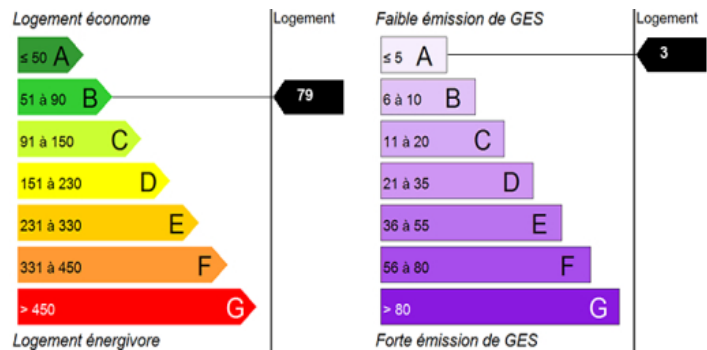 Logement économe
Logement
≤ 50 A
51 à 90 B
79
91 à 150 C
151 à 230 D
231 à 330 E
331 à 450 F
> 450 G
Logement énergivore
Faible émission de GES
Logement
≤ 5 A
3
6 à 10 B
11 à 20 C
21 à 35 D
36 à 55 E
56 à 80 F
> 80 G
Forte émission de GES